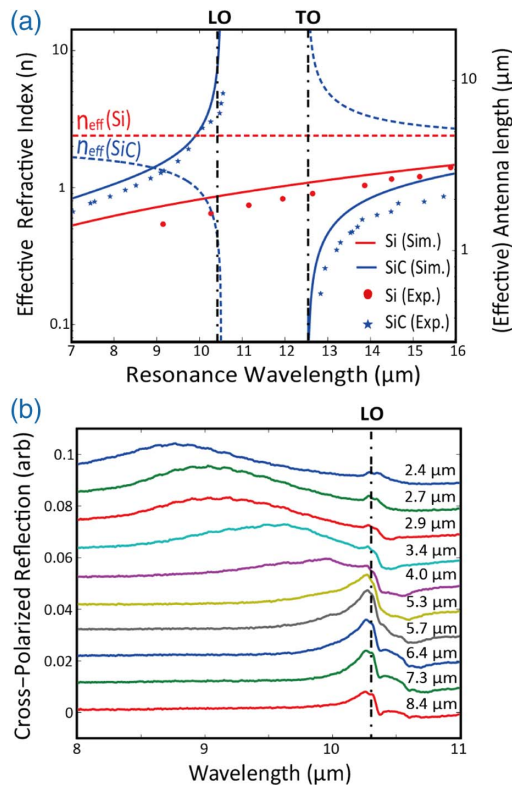 (a)
LO
TO
Effective Refractive Index (n)
(Effective) Antenna length (μm)
10
1
0.1
10
1
n_eff(Si)
n_eff(SiC)
Si (Sim.)
SiC (Sim.)
Si (Exp.)
SiC (Exp.)
7 8 9 10 11 12 13 14 15 16
Resonance Wavelength (μm)
(b)
LO
Cross-Polarized Reflection (arb)
0.1
0.08
0.06
0.04
0.02
0
2.4 μm
2.7 μm
2.9 μm
3.4 μm
4.0 μm
5.3 μm
5.7 μm
6.4 μm
7.3 μm
8.4 μm
8 9 10 11
Wavelength (μm)